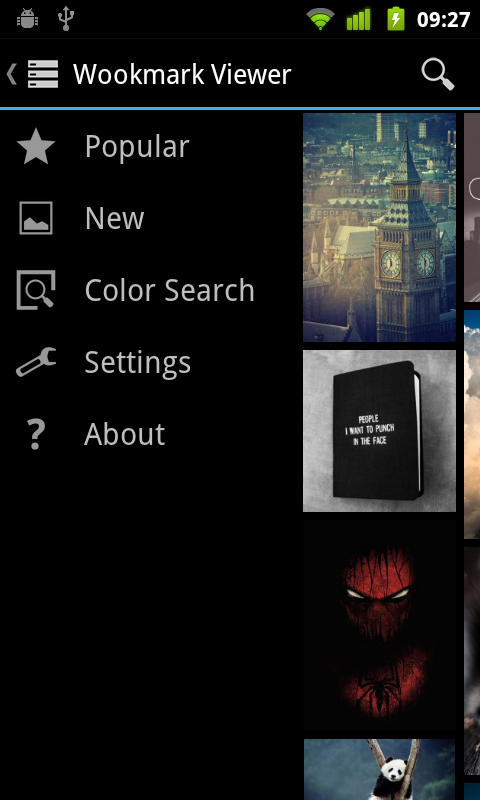 09:27
Wookmark Viewer
Popular
New
Color Search
Settings
? About
PEOPLE
I WANT TO PUNCH
IN THE FACE